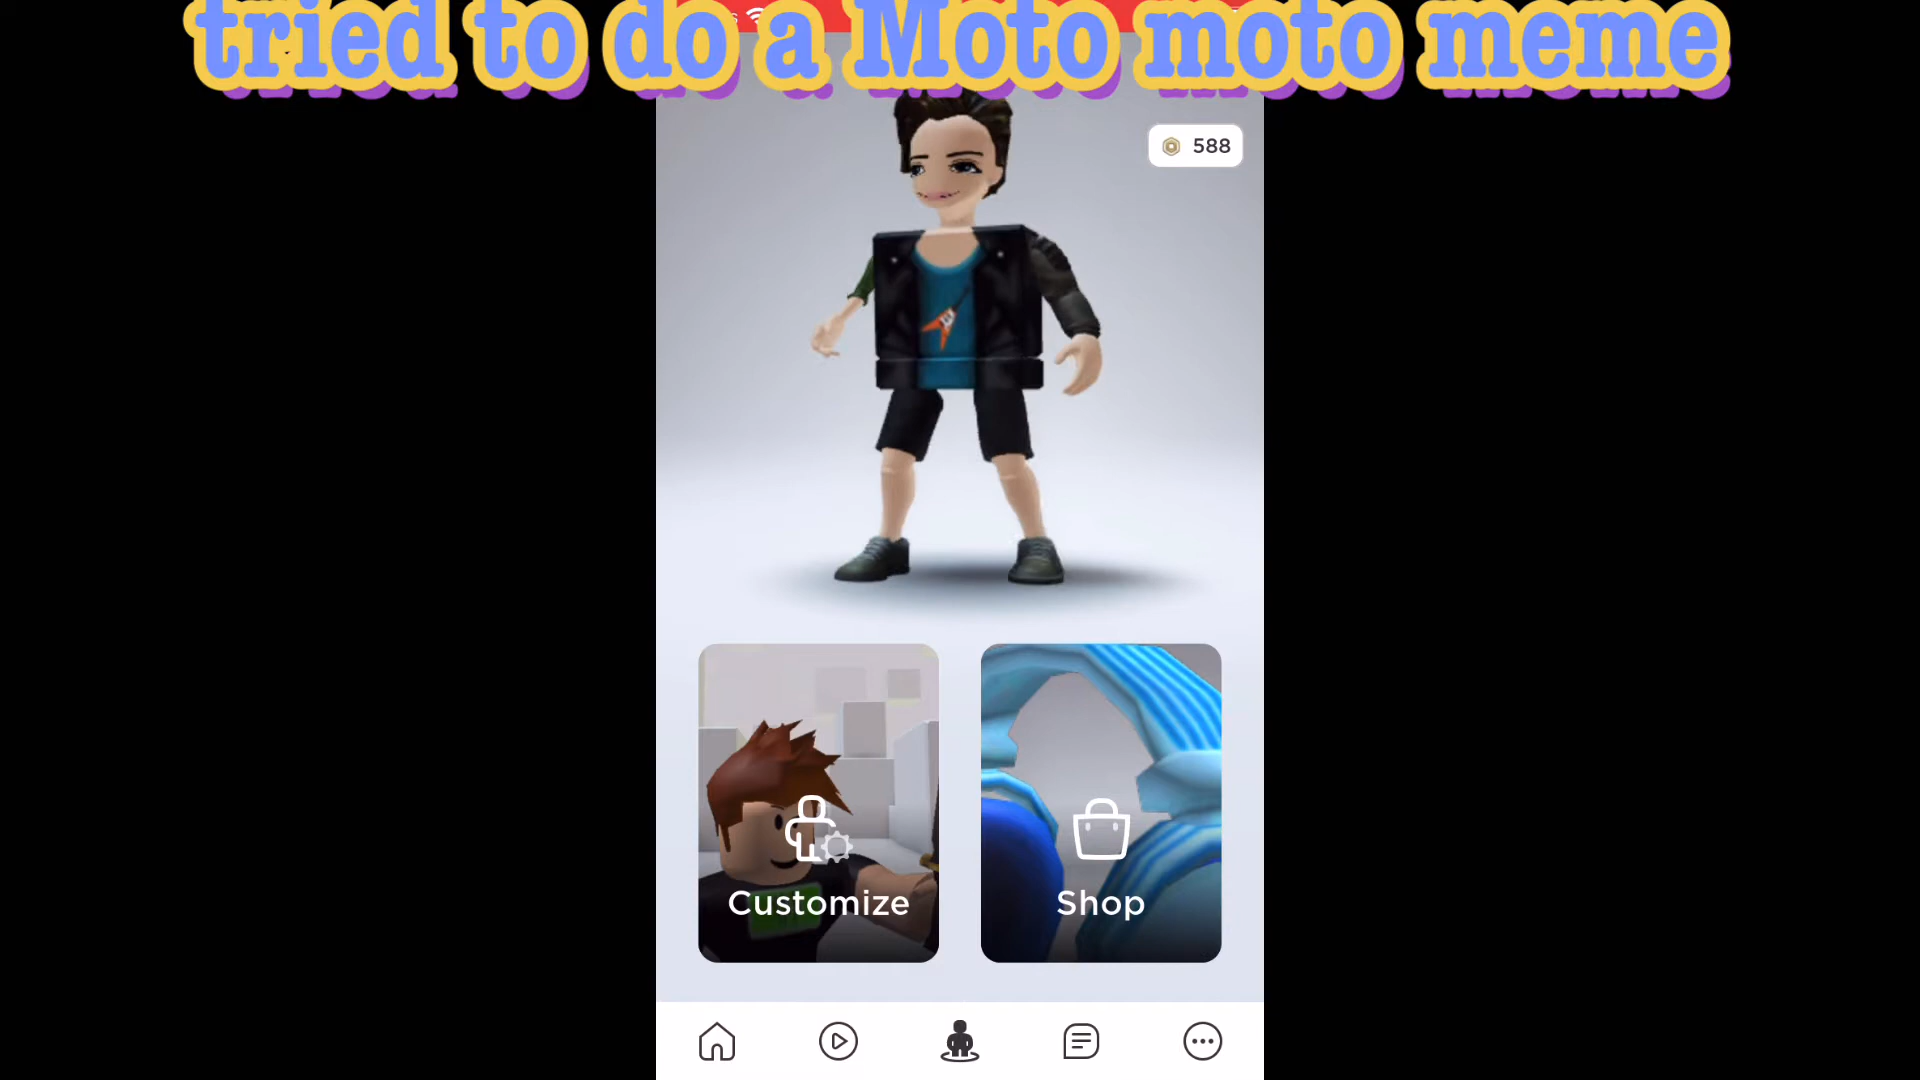 tried to do a Moto moto meme
588
Customize
Shop